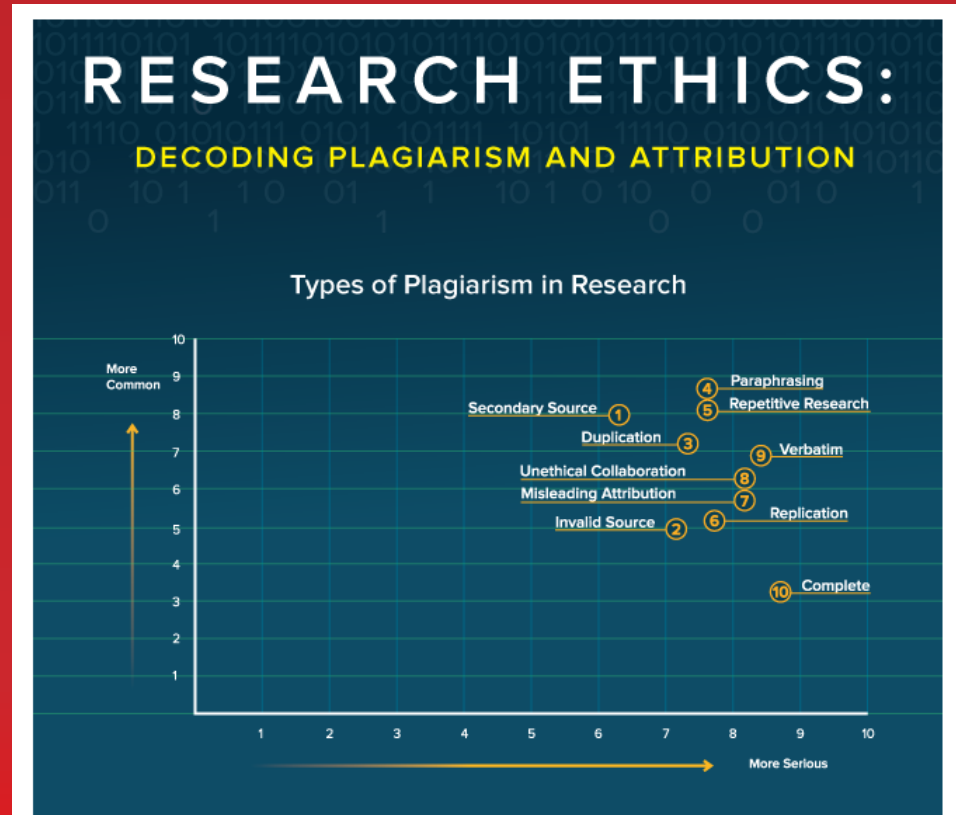 RESEARCH ETHICS:
DECODING PLAGIARISM AND ATTRIBUTION
Types of Plagiarism in Research
10
More
Common
9
4 Paraphrasing
Secondary Source 1
5 Repetitive Research
8
Duplication 3
7
9 Verbatim
Unethical Collaboration 8
6
Misleading Attribution 7
6 Replication
Invalid Source 2
5
4
10 Complete
3
2
1
1 2 3 4 5 6 7 8 9 10
More Serious